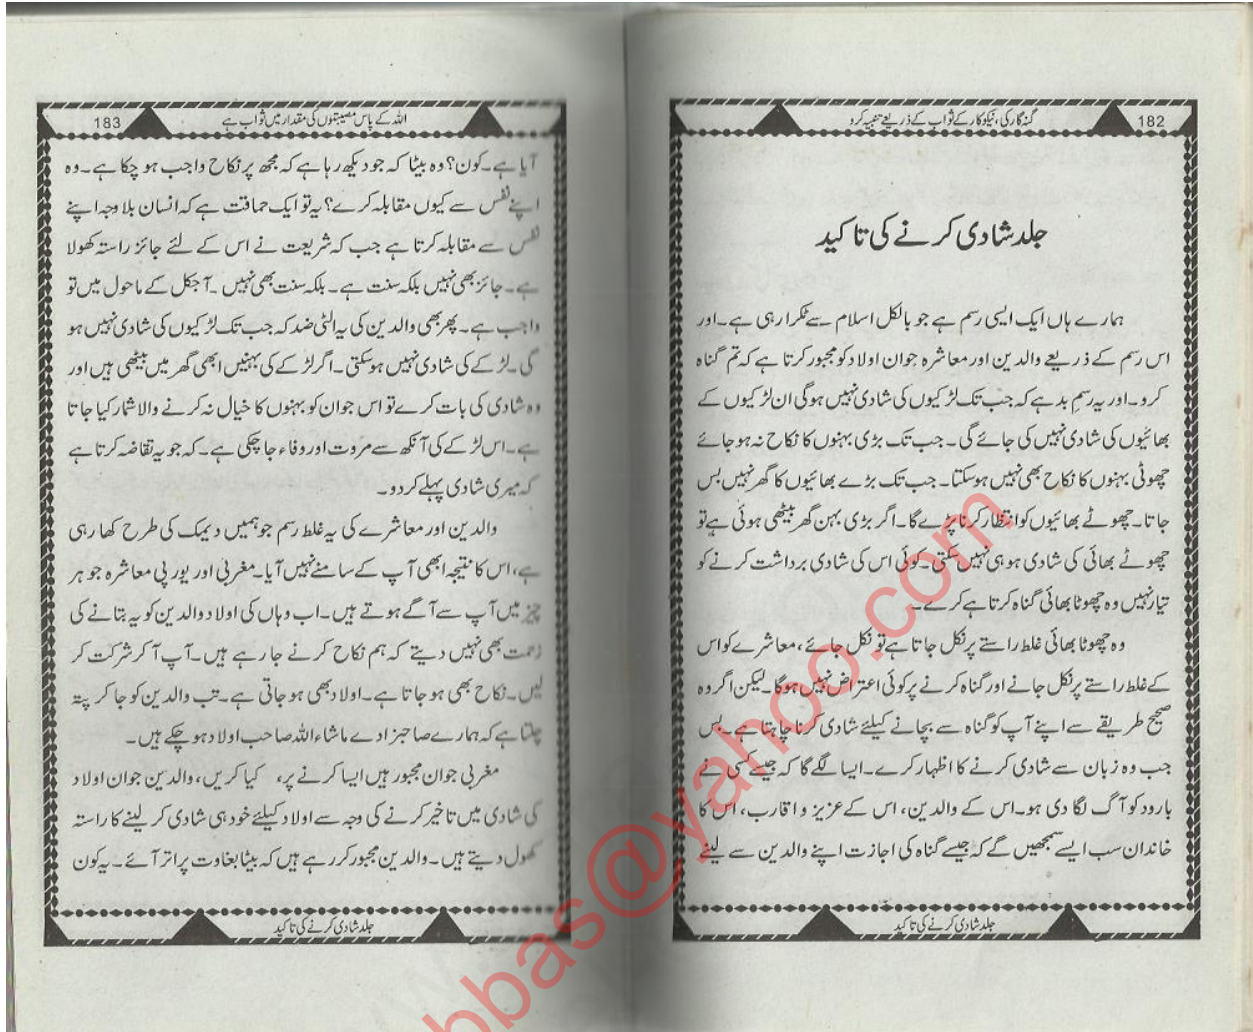 182
گنہگار کی، نیکو کار کے ثواب کے ذریعے تنبیہ کرو
جلد شادی کرنے کی تاکید
ہمارے ہاں ایک ایسی رسم ہے جو بالکل اسلام سے ٹکرا رہی ہے۔ اور
اس رسم کے ذریعے والدین اور معاشرہ جوان اولاد کو مجبور کرتا ہے کہ تم گناہ
کرو۔ اور یہ رسمِ بد ہے کہ جب تک لڑکیوں کی شادی نہیں ہوگی ان لڑکیوں کے
بھائیوں کی شادی نہیں کی جائے گی۔ جب تک بڑی بہنوں کا نکاح نہ ہو جائے
چھوٹی بہنوں کا نکاح بھی نہیں ہو سکتا۔ جب تک بڑے بھائیوں کا گھر نہیں بس
جاتا۔ چھوٹے بھائیوں کو انتظار کرنا پڑے گا۔ اگر بڑی بہن گھر بیٹھی ہوئی ہے تو
چھوٹے بھائی کی شادی ہو ہی نہیں سکتی۔ کوئی اس کی شادی برداشت کرنے کو
تیار نہیں وہ چھوٹا بھائی گناہ کرتا ہے کرے۔
وہ چھوٹا بھائی غلط راستے پر نکل جاتا ہے تو نکل جائے، معاشرے کو اس
کے غلط راستے پر نکل جانے اور گناہ کرنے پر کوئی اعتراض نہیں ہوگا۔ لیکن اگر وہ
صحیح طریقے سے اپنے آپ کو گناہ سے بچانے کیلئے شادی کرنا چاہتا ہے۔ بس
جب وہ زبان سے شادی کرنے کا اظہار کرے۔ ایسا لگے گا کہ جیسے کسی نے
بارود کو آگ لگا دی ہو۔ اس کے والدین، اس کے عزیز و اقارب، اس کا
خاندان سب ایسے سمجھیں گے کہ جیسے گناہ کی اجازت اپنے والدین سے لینے
جلد شادی کرنے کی تاکید
183
اللہ کے پاس مصیبتوں کی مقدار میں ثواب ہے
آیا ہے۔ کون؟ وہ بیٹا کہ جو دیکھ رہا ہے کہ مجھ پر نکاح واجب ہو چکا ہے۔ وہ
اپنے نفس سے کیوں مقابلہ کرے؟ یہ تو ایک حماقت ہے کہ انسان بلاوجہ اپنے
نفس سے مقابلہ کرتا ہے جب کہ شریعت نے اس کے لئے جائز راستہ کھولا
ہے۔ جائز بھی نہیں بلکہ سنت ہے۔ بلکہ سنت بھی نہیں۔ آجکل کے ماحول میں تو
واجب ہے۔ پھر بھی والدین کی یہ الٹی ضد کہ جب تک لڑکیوں کی شادی نہیں ہو
گی۔ لڑکے کی شادی نہیں ہو سکتی۔ اگر لڑکے کی بہنیں ابھی گھر میں بیٹھی ہیں اور
وہ شادی کی بات کرے تو اس جوان کو بہنوں کا خیال نہ کرنے والا شمار کیا جاتا
ہے۔ اس لڑکے کی آنکھ سے مروت اور وفاء جا چکی ہے۔ کہ جو یہ تقاضہ کرتا ہے
کہ میری شادی پہلے کر دو۔
والدین اور معاشرے کی یہ غلط رسم جو ہمیں دیمک کی طرح کھا رہی
ہے، اس کا نتیجہ ابھی آپ کے سامنے نہیں آیا۔ مغربی اور یورپی معاشرہ جو ہر
چیز میں آپ سے آگے ہوتے ہیں۔ اب وہاں کی اولاد والدین کو یہ بتانے کی
زحمت بھی نہیں دیتے کہ ہم نکاح کرنے جا رہے ہیں۔ آپ آ کر شرکت کر
لیں۔ نکاح بھی ہو جاتا ہے۔ اولاد بھی ہو جاتی ہے۔ تب والدین کو جا کر پتہ
چلتا ہے کہ ہمارے صاحبزادے ماشاء اللہ صاحب اولاد ہو چکے ہیں۔
مغربی جوان مجبور ہیں ایسا کرنے پر، کیا کریں، والدین جوان اولاد
کی شادی میں تاخیر کرنے کی وجہ سے اولاد کیلئے خود ہی شادی کر لینے کا راستہ
کھول دیتے ہیں۔ والدین مجبور کر رہے ہیں کہ بیٹا بغاوت پر اتر آئے۔ یہ کون
جلد شادی کرنے کی تاکید
bbas@yahoo.com